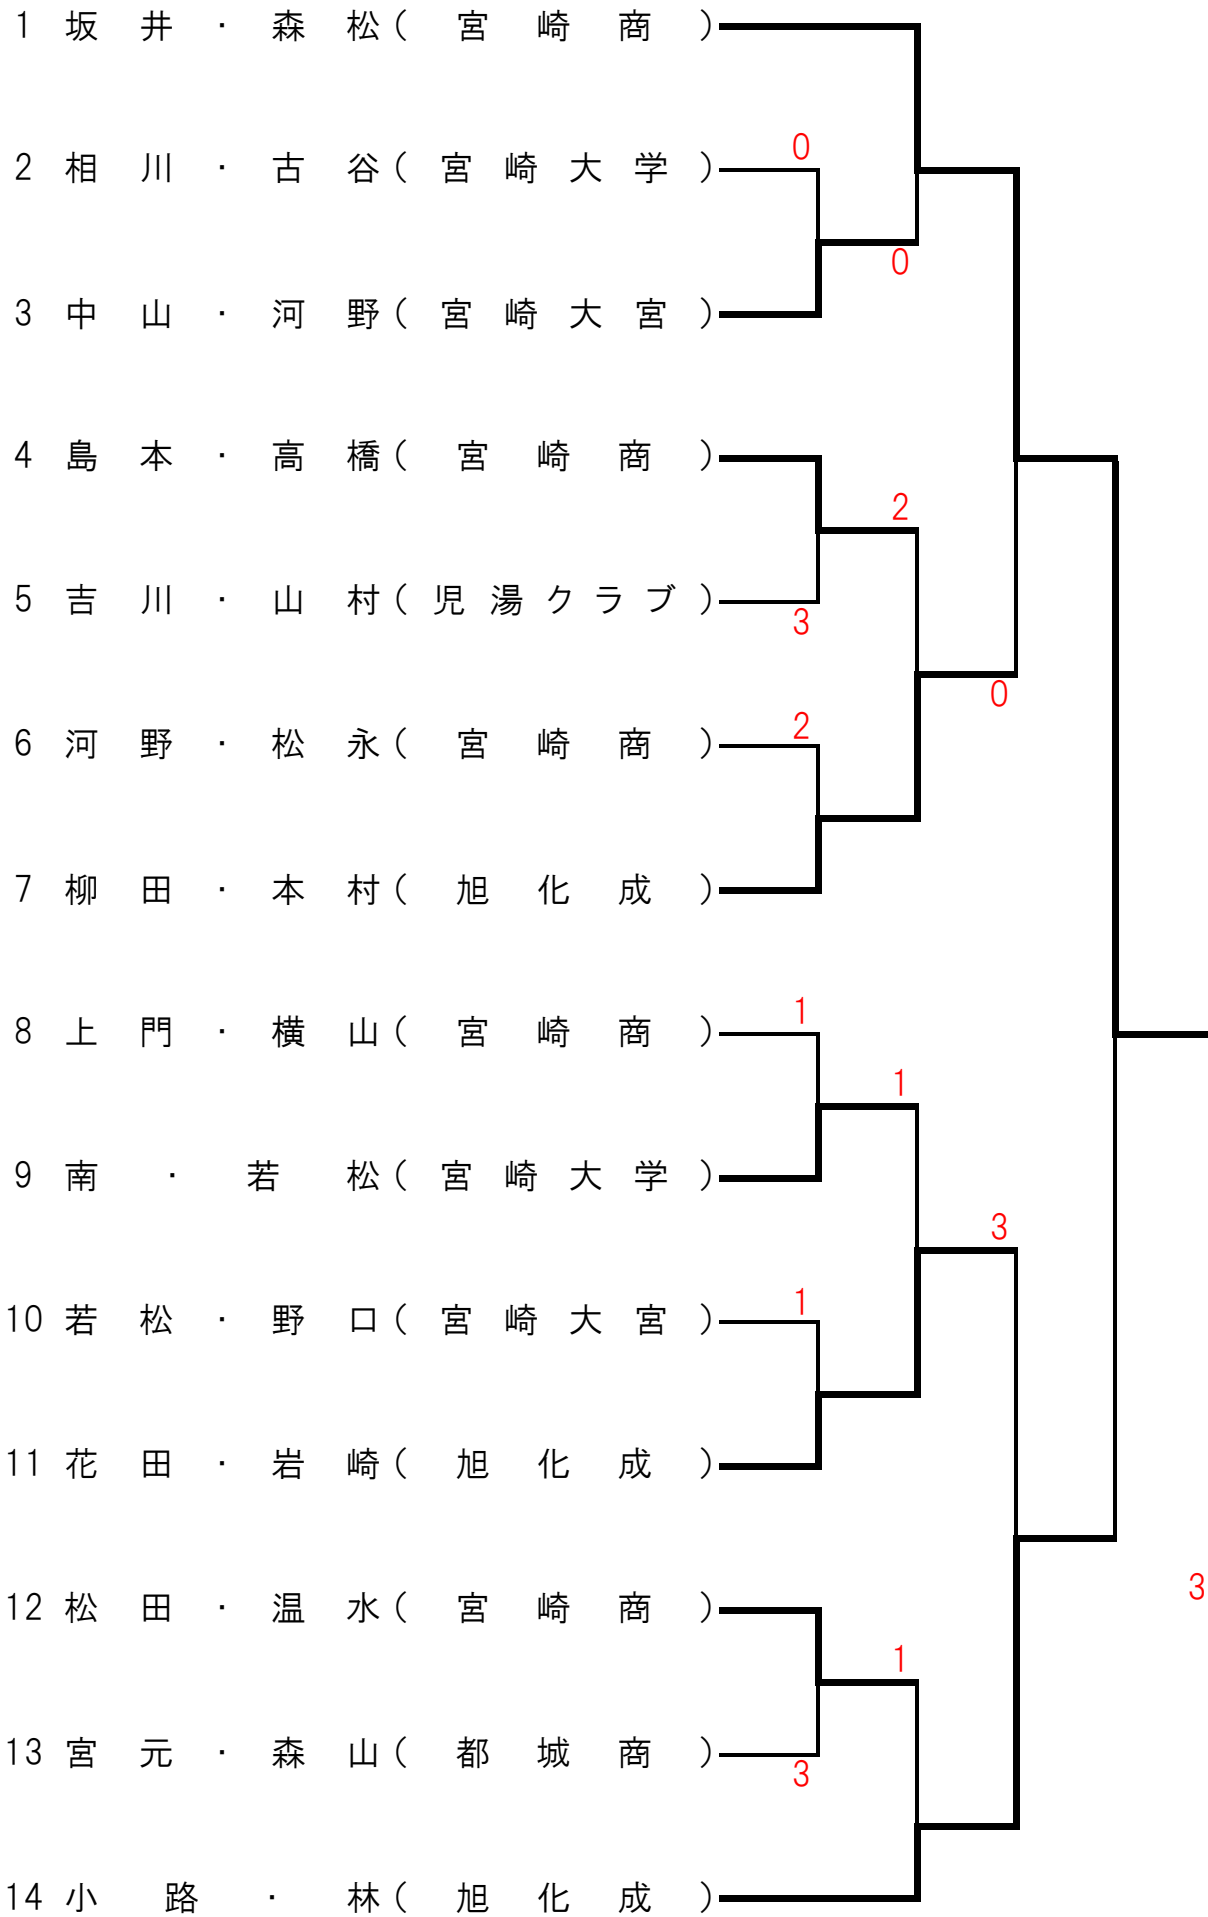 1 坂井・森松(宮崎商)
0
2 相川・古谷(宮崎大学)
0
3 中山・河野(宮崎大宮)
4 島本・高橋(宮崎商)
2
5 吉川・山村(児湯クラブ)
3
0
2
6 河野・松永(宮崎商)
7 柳田・本村(旭化成)
1
8 上門・横山(宮崎商)
1
9 南・若松(宮崎大学)
3
1
10 若松・野口(宮崎大宮)
11 花田・岩崎(旭化成)
3
12 松田・温水(宮崎商)
1
13 宮元・森山(都城商)
3
14 小路・林(旭化成)